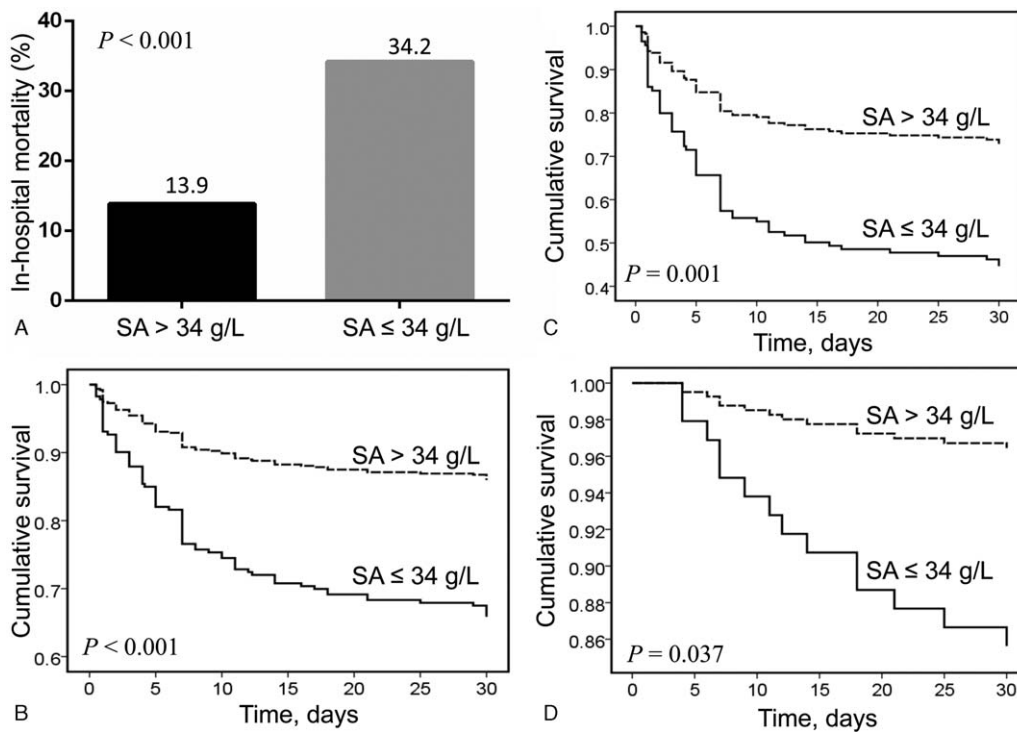 40
30
20
10
0
In-hospital mortality (%)
P < 0.001
13.9
34.2
SA > 34 g/L
SA ≤ 34 g/L
A
1.0
0.9
0.8
0.7
0.6
0.5
0.4
Cumulative survival
SA > 34 g/L
SA ≤ 34 g/L
P = 0.001
0 5 10 15 20 25 30
Time, days
C
1.0
0.9
0.8
0.7
0.6
Cumulative survival
SA > 34 g/L
SA ≤ 34 g/L
P < 0.001
0 5 10 15 20 25 30
Time, days
B
1.00
0.98
0.96
0.94
0.92
0.90
0.88
0.86
Cumulative survival
SA > 34 g/L
SA ≤ 34 g/L
P = 0.037
0 5 10 15 20 25 30
Time, days
D